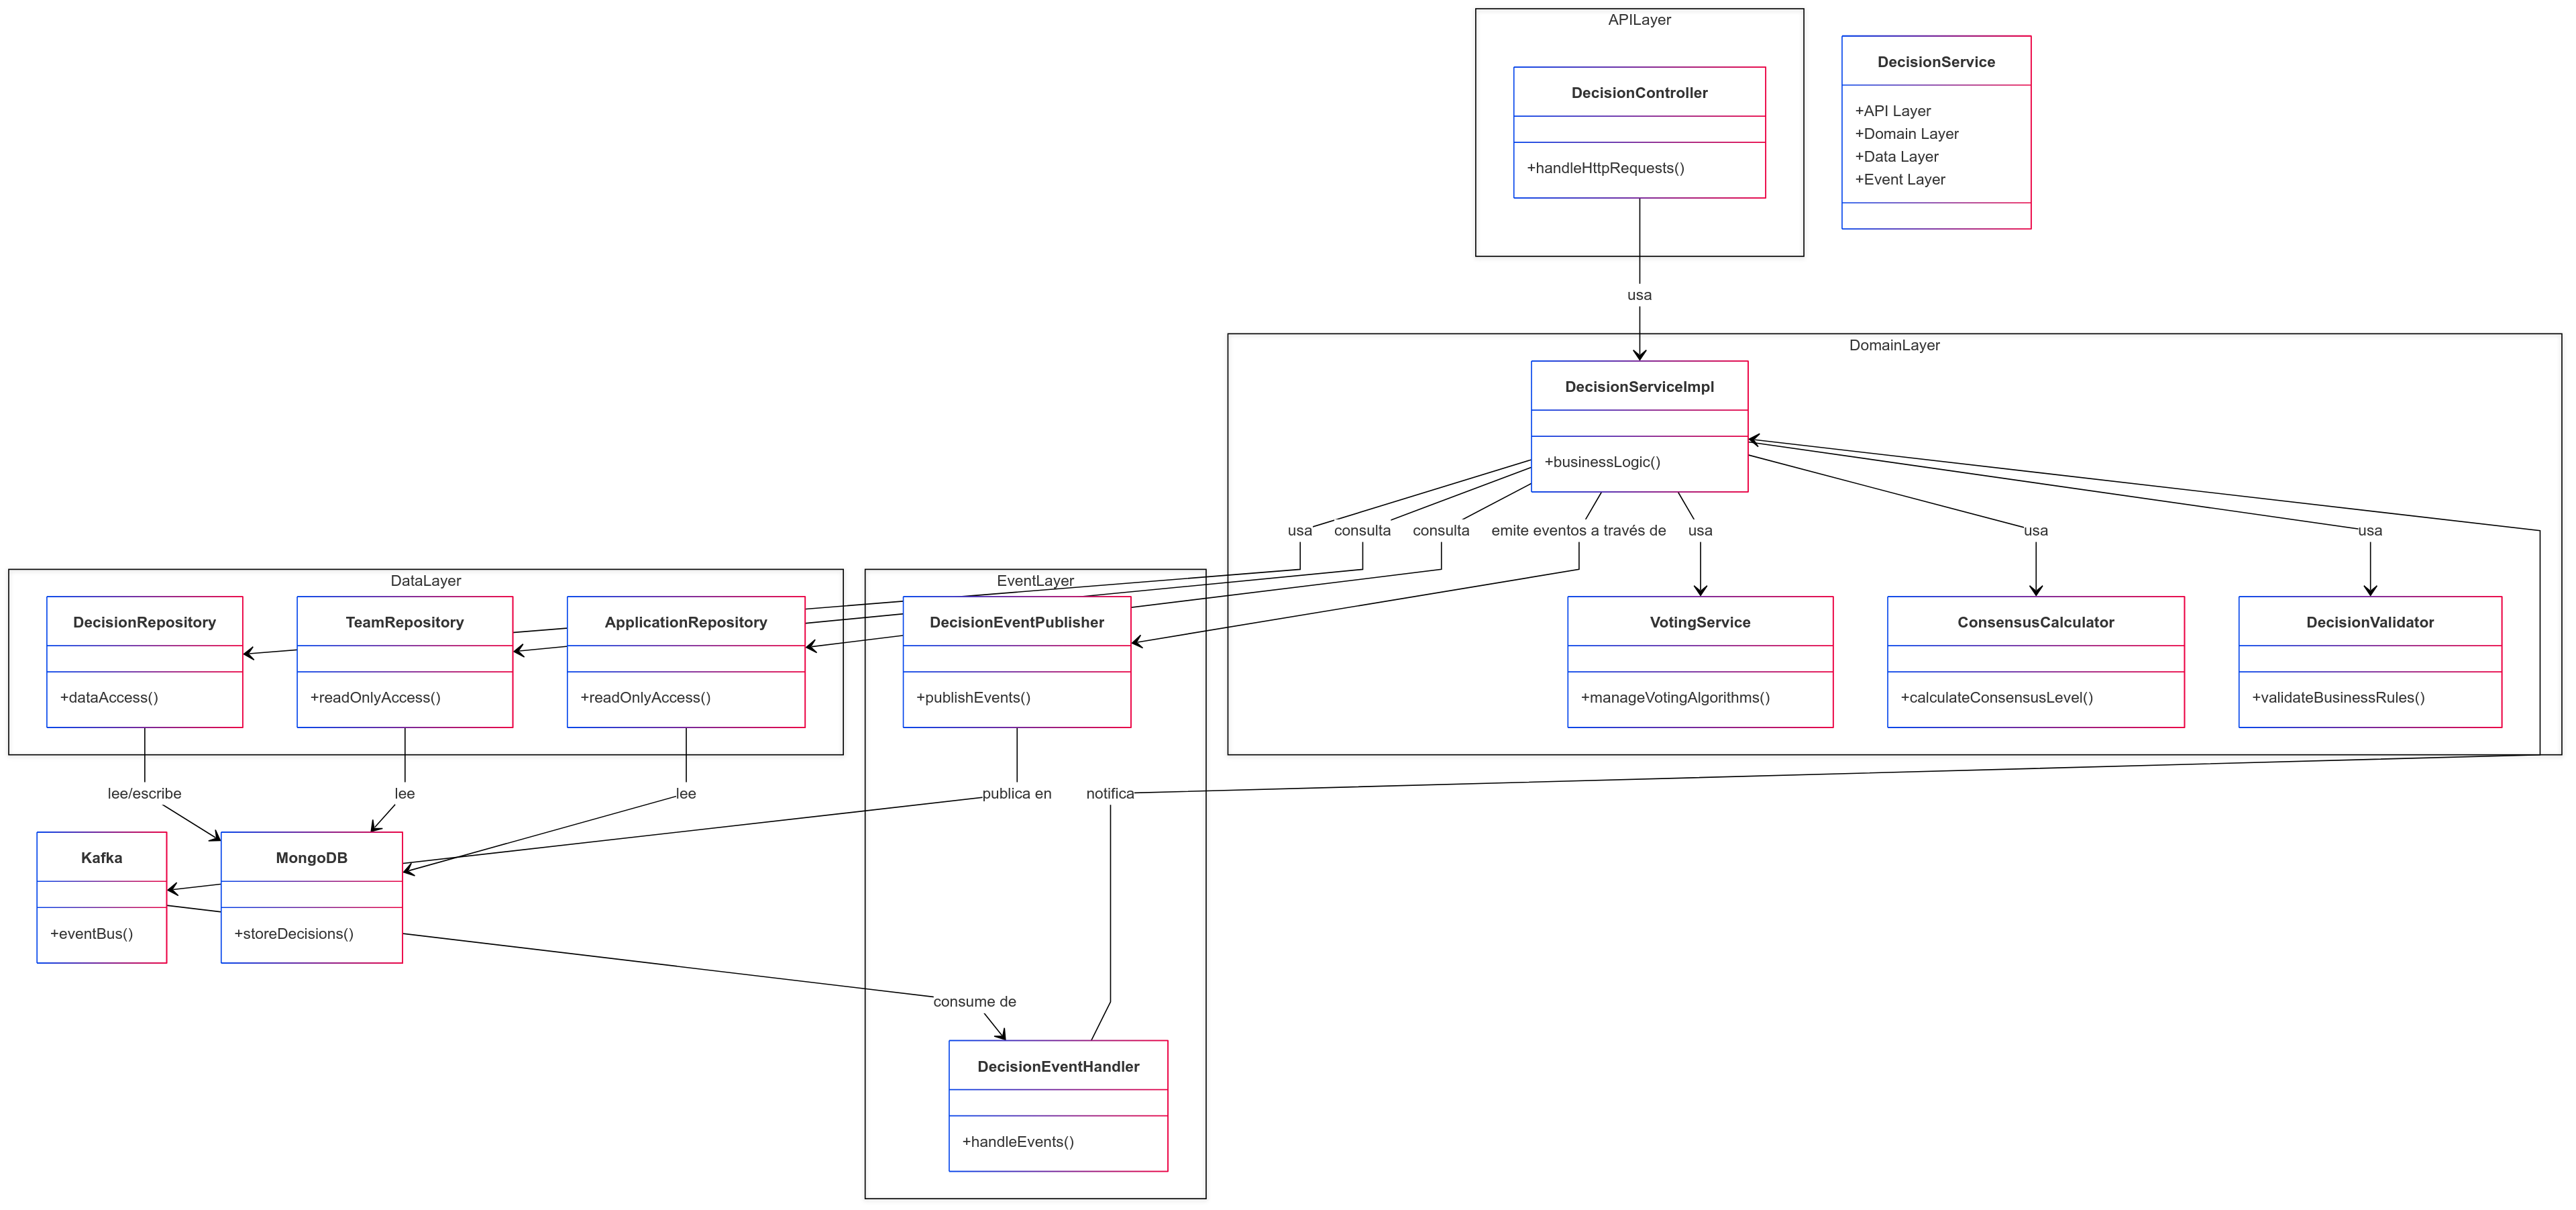 APILayer
DecisionController
+handleHttpRequests()
DecisionService
+API Layer
+Domain Layer
+Data Layer
+Event Layer
usa
DomainLayer
DecisionServiceImpl
+businessLogic()
usa
consulta
consulta
emite eventos a través de
usa
usa
usa
DataLayer
DecisionRepository
+dataAccess()
TeamRepository
+readOnlyAccess()
ApplicationRepository
+readOnlyAccess()
EventLayer
DecisionEventPublisher
+publishEvents()
VotingService
+manageVotingAlgorithms()
ConsensusCalculator
+calculateConsensusLevel()
DecisionValidator
+validateBusinessRules()
lee/escribe
lee
lee
publica en
notifica
Kafka
+eventBus()
MongoDB
+storeDecisions()
consume de
DecisionEventHandler
+handleEvents()